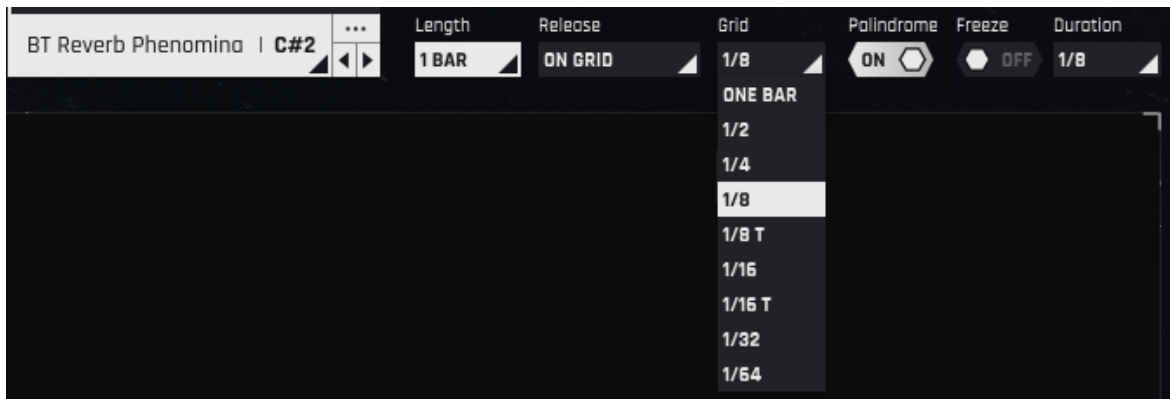 BT Reverb Phenomina | C#2
...
Length
Release
Grid
Palindrome
Freeze
Duration
1 BAR
ON GRID
1/8
ON
OFF
1/8
ONE BAR
1/2
1/4
1/8
1/8 T
1/16
1/16 T
1/32
1/64